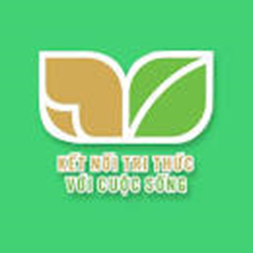 KẾT NỐI TRI THỨC
VỚI CUỘC SỐNG